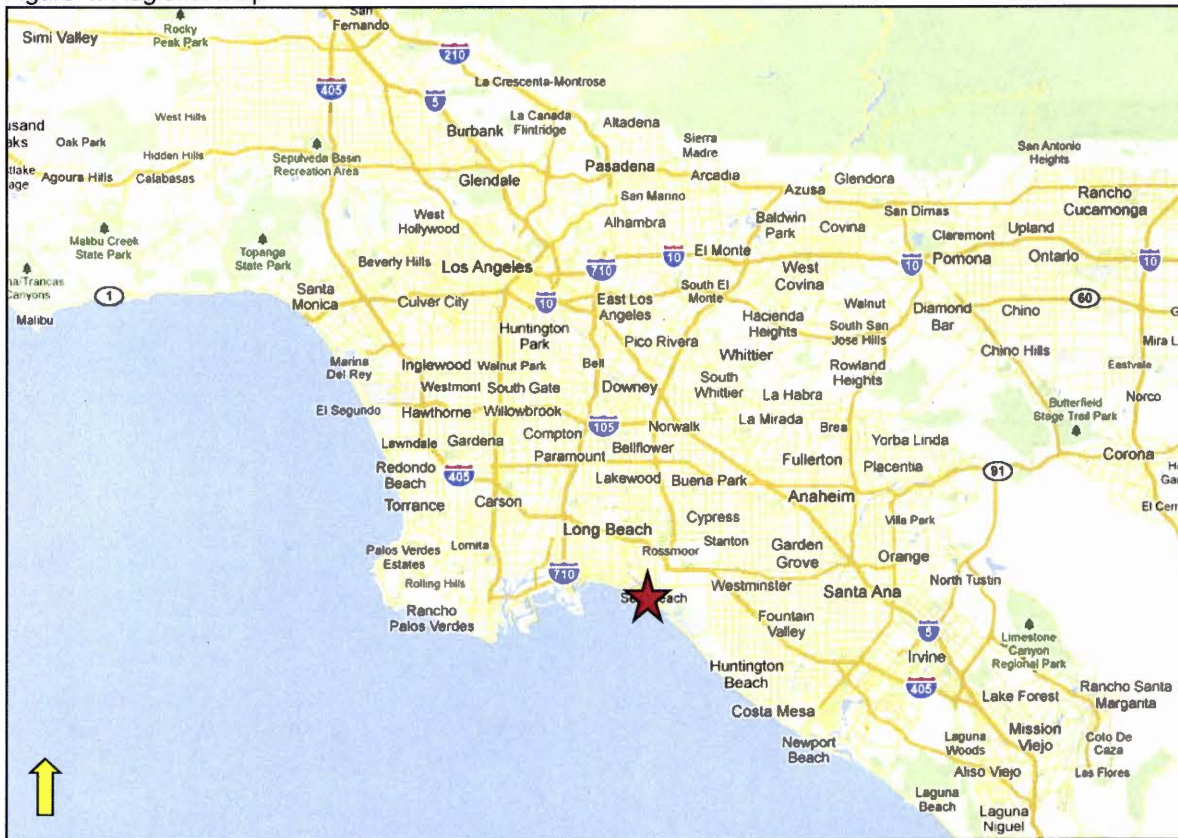 San
Fernando
Rocky
Peak Park
Simi Valley
210
La Crescenta-Montrose
405
5
West Hills
La Canada
Flintridge
Altadena
Burbank
Oak Park
Sierra
Madre
San Antonio
Heights
Hidden Hills
Sepulveda Basin
Recreation Area
Pasadena
Agoura Hills
Calabasas
Glendale
Arcadia
Azusa
Glendora
Rancho
Cucamonga
San Marino
West
Hollywood
Alhambra
Baldwin
Park
Covina
San Dimas
Claremont
Upland
Malibu Creek
State Park
Topanga
State Park
Beverly Hills
Los Angeles
710
10
El Monte
West
Covina
10
Pomona
Ontario
10
Canyons
1
Malibu
Santa
Monica
Culver City
10
East Los
Angeles
South El
Monte
Walnut
Diamond
Bar
Chino
60
Huntington
Park
Hacienda
Heights
South San
Jose Hills
Pico Rivera
Mira L
Chino Hills
Marina
Del Rey
Inglewood
Walnut Park
Bell
Whittier
Rowland
Heights
Eastvale
Westmont
South Gate
Downey
South
Whittier
La Habra
Butterfield
Stage Trail Park
Norco
El Segundo
Hawthorne
Willowbrook
105
Norwalk
La Mirada
Brea
Lawndale
Gardena
Compton
Bellflower
Yorba Linda
Paramount
Fullerton
Placentia
91
Corona
Redondo
Beach
405
Lakewood
Buena Park
Torrance
Carson
Anaheim
El Cerr
Cypress
Villa Park
Long Beach
Stanton
Palos Verdes
Estates
Lomita
Rossmoor
Garden
Grove
Orange
Rolling Hills
710
Westminster
North Tustin
Santa Ana
Rancho
Palos Verdes
Fountain
Valley
5
Limestone
Canyon
Regional Park
Irvine
Huntington
Beach
405
Lake Forest
Rancho Santa
Margarita
Costa Mesa
Mission
Viejo
Newport
Beach
Laguna
Woods
Coto De
Caza
Aliso Viejo
Las Flores
Laguna
Beach
Laguna
Niguel